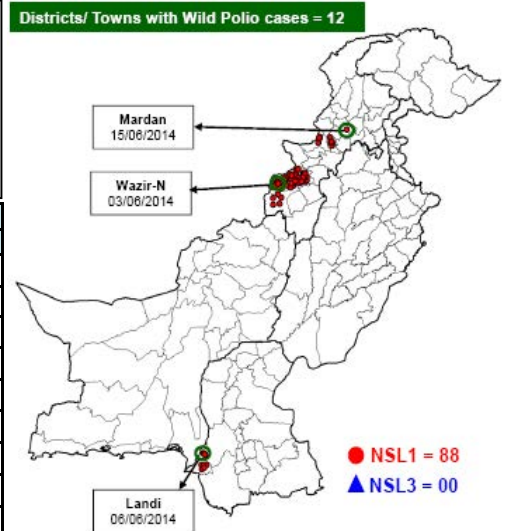 Districts/ Towns with Wild Polio cases = 12
Mardan
15/06/2014
Wazir-N
03/06/2014
Landi
06/06/2014
NSL1 = 88
NSL3 = 00